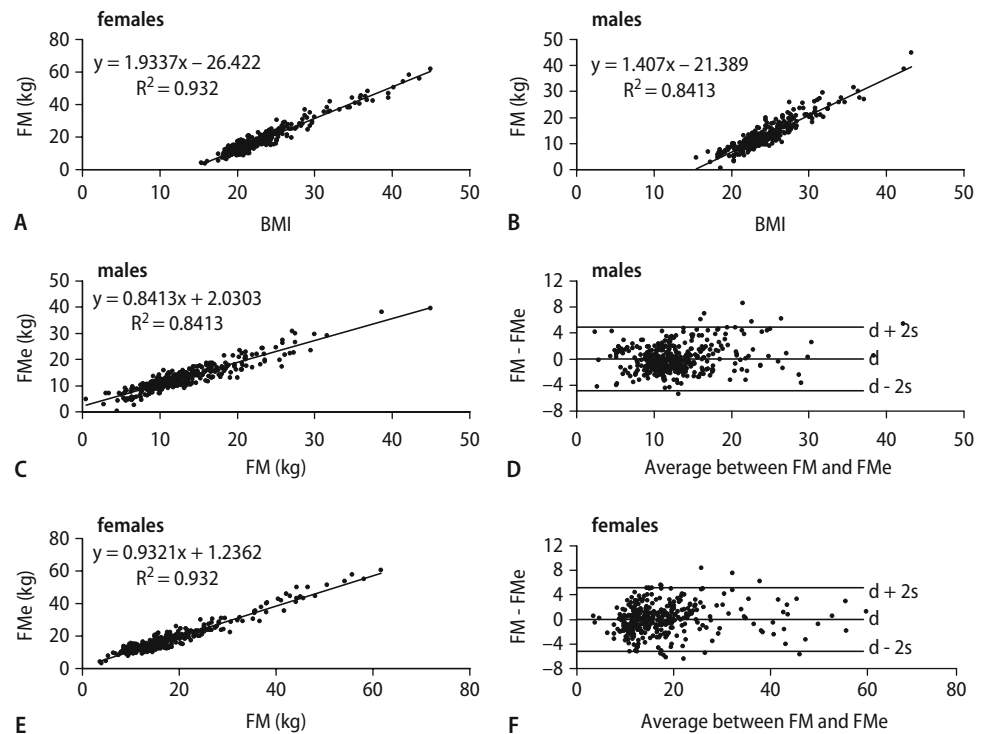 females
80
60
40
20
0
FM (kg)
y = 1.9337x – 26.422
R² = 0.932
0 10 20 30 40 50
BMI
A
males
50
40
30
20
10
0
FM (kg)
y = 1.407x – 21.389
R² = 0.8413
0 10 20 30 40 50
BMI
B
males
50
40
30
20
10
0
FMe (kg)
y = 0.8413x + 2.0303
R² = 0.8413
0 10 20 30 40 50
FM (kg)
C
males
12
8
4
0
–4
–8
FM - FMe
d + 2s
d
d - 2s
0 10 20 30 40 50
Average between FM and FMe
D
females
80
60
40
20
0
FMe (kg)
y = 0.9321x + 1.2362
R² = 0.932
0 20 40 60 80
FM (kg)
E
females
12
8
4
0
–4
–8
FM - FMe
d + 2s
d
d - 2s
0 20 40 60 80
Average between FM and FMe
F